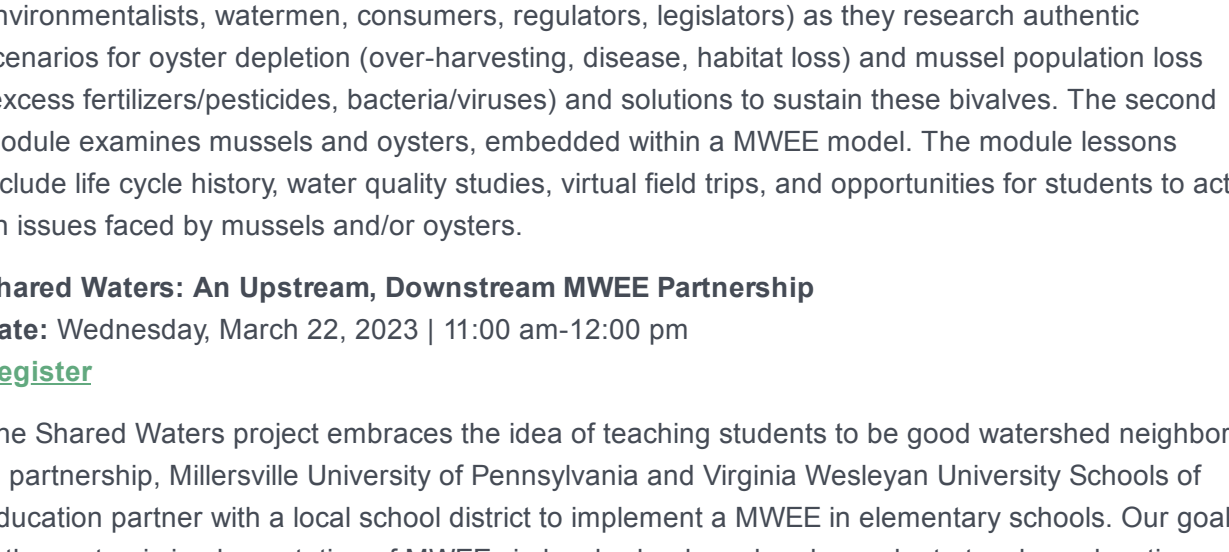 nvironmentalists, watermen, consumers, regulators, legislators) as they research authentic
cenarios for oyster depletion (over-harvesting, disease, habitat loss) and mussel population loss
excess fertilizers/pesticides, bacteria/viruses) and solutions to sustain these bivalves. The second
odule examines mussels and oysters, embedded within a MWEE model. The module lessons
clude life cycle history, water quality studies, virtual field trips, and opportunities for students to act
n issues faced by mussels and/or oysters.
hared Waters: An Upstream, Downstream MWEE Partnership
ate: Wednesday, March 22, 2023 | 11:00 am-12:00 pm
egister
he Shared Waters project embraces the idea of teaching students to be good watershed neighbor
partnership, Millersville University of Pennsylvania and Virginia Wesleyan University Schools of
ducation partner with a local school district to implement a MWEE in elementary schools. Our goal